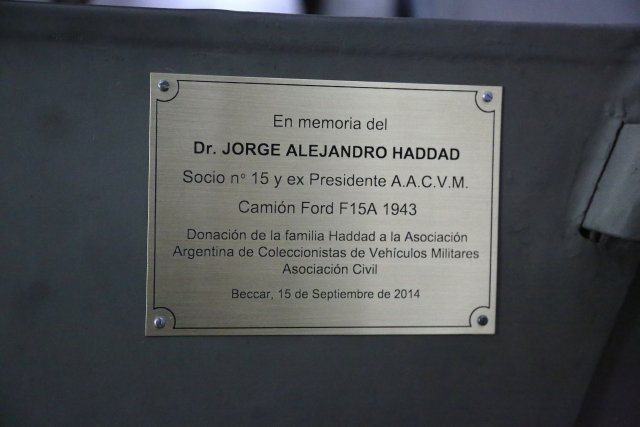 En memoria del
Dr. JORGE ALEJANDRO HADDAD
Socio nº 15 y ex Presidente A.A.C.V.M.
Camión Ford F15A 1943
Donación de la familia Haddad a la Asociación
Argentina de Coleccionistas de Vehículos Militares
Asociación Civil
Beccar, 15 de Septiembre de 2014